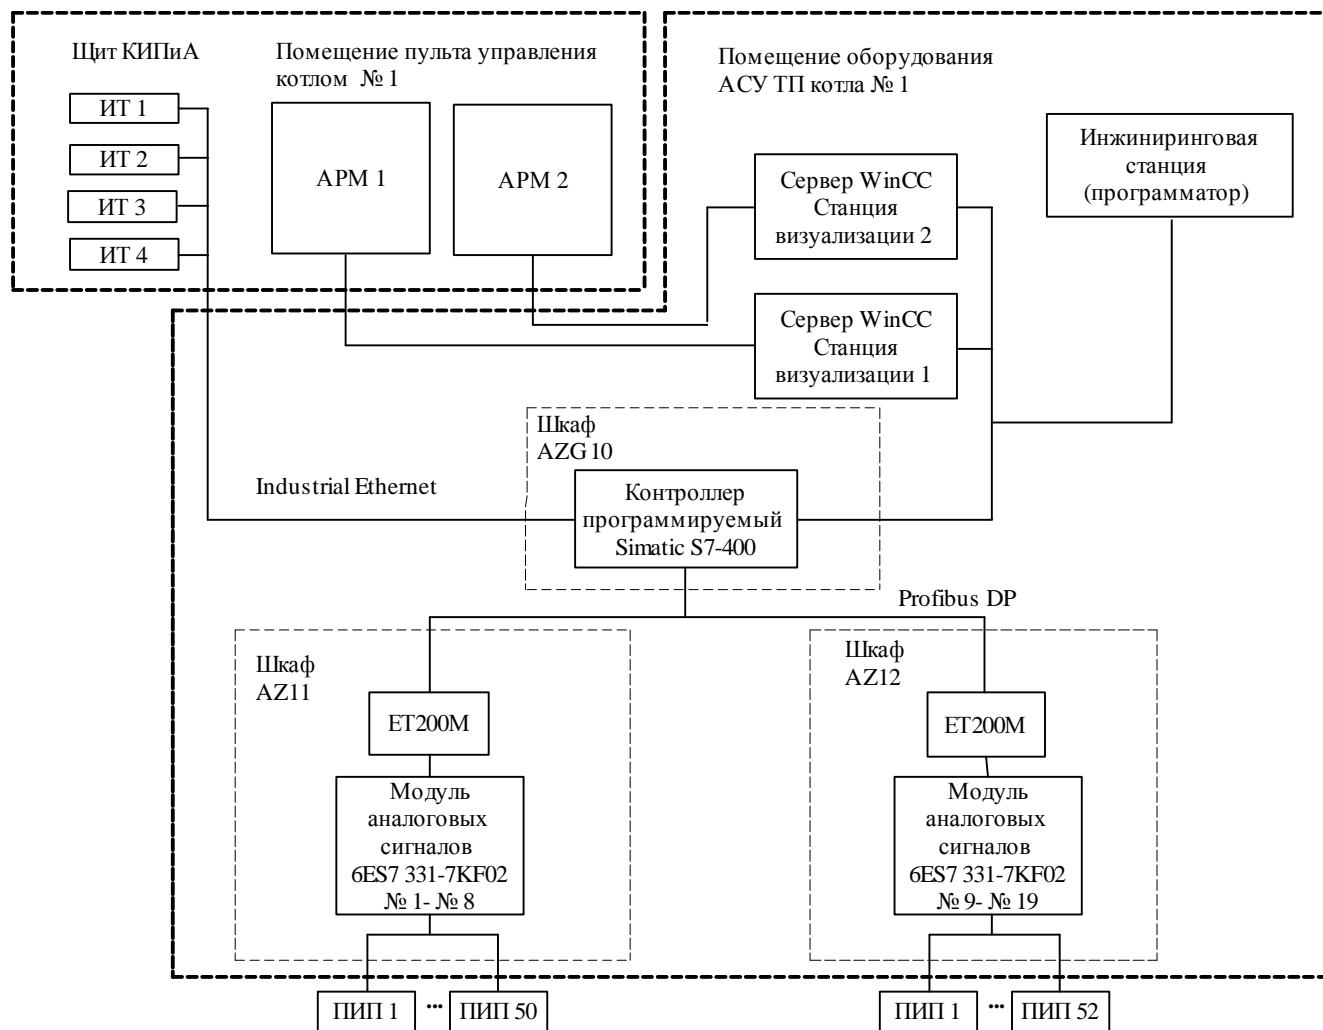 Щит КИПиА
Помещение пульта управления
котлом № 1
ИТ 1
ИТ 2
ИТ 3
ИТ 4
АРМ 1
АРМ 2
Помещение оборудования
АСУ ТП котла № 1
Инжиниринговая
станция
(программатор)
Сервер WinCC
Станция
визуализации 2
Сервер WinCC
Станция
визуализации 1
Шкаф
AZG10
Industrial Ethernet
Контроллер
программируемый
Simatic S7-400
Profibus DP
Шкаф
AZ11
ET200M
Модуль
аналоговых
сигналов
6ES7 331-7KF02
№ 1- № 8
ПИП 1 ... ПИП 50
Шкаф
AZ12
ET200M
Модуль
аналоговых
сигналов
6ES7 331-7KF02
№ 9- № 19
ПИП 1 ... ПИП 52